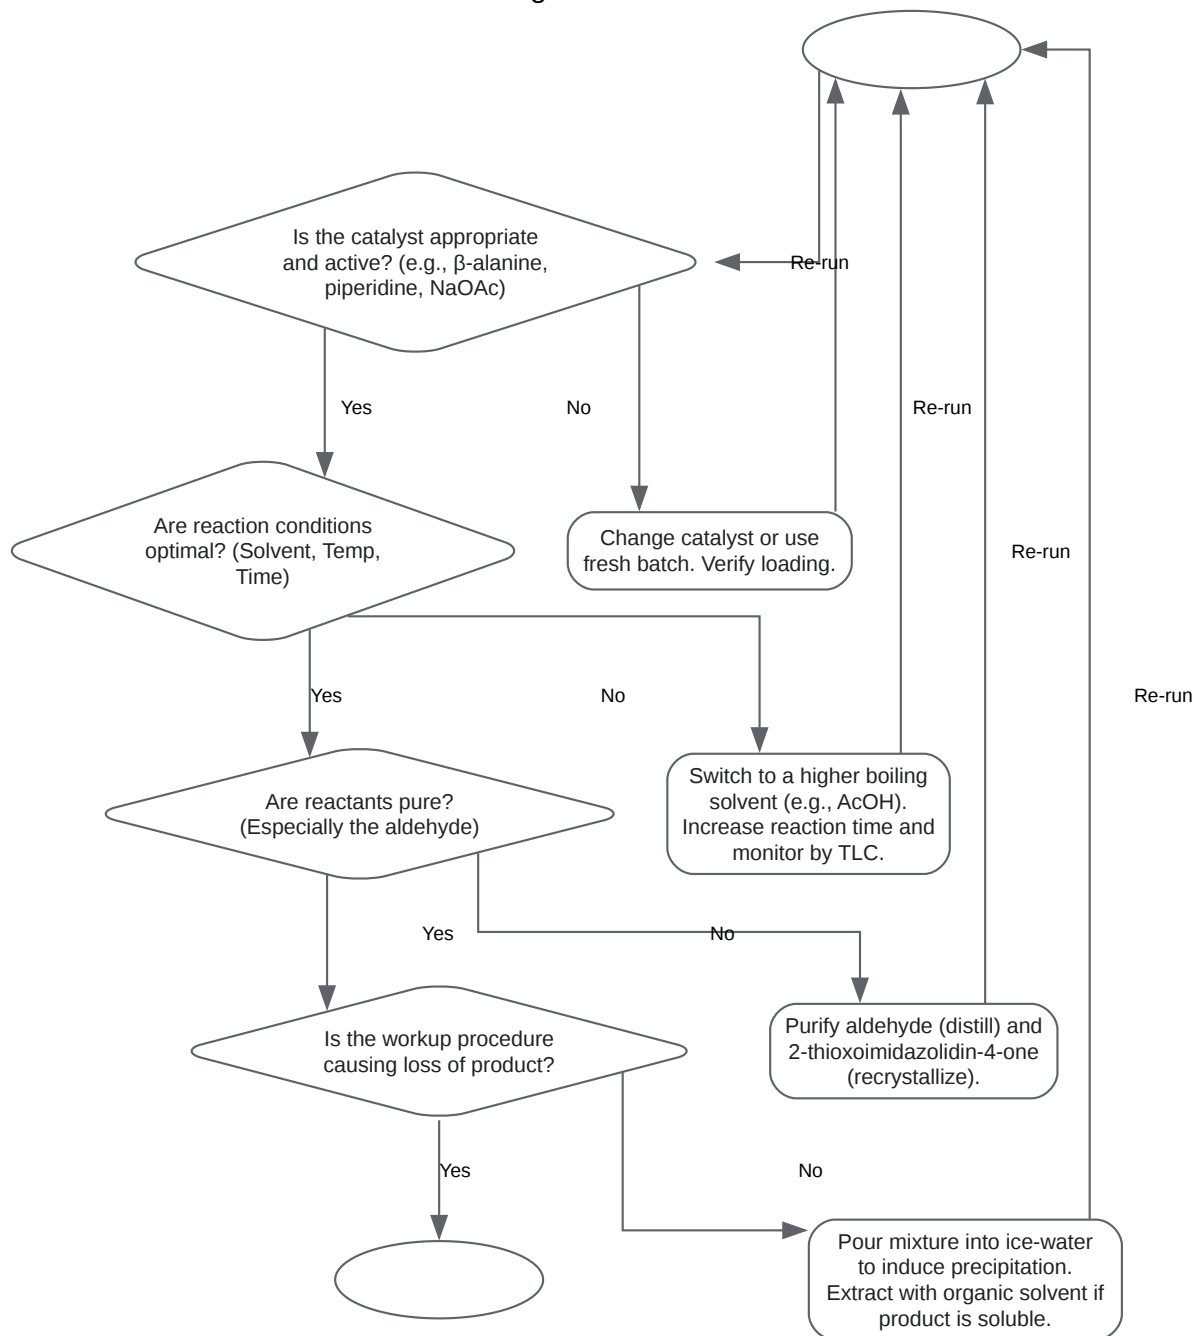 Is the catalyst appropriate
and active? (e.g., β-alanine,
piperidine, NaOAc)
Re-run
Yes
No
Re-run
Are reaction conditions
optimal? (Solvent, Temp,
Time)
Change catalyst or use
fresh batch. Verify loading.
Re-run
Yes
No
Re-run
Are reactants pure?
(Especially the aldehyde)
Switch to a higher boiling
solvent (e.g., AcOH).
Increase reaction time and
monitor by TLC.
Yes
No
Is the workup procedure
causing loss of product?
Purify aldehyde (distill) and
2-thioxoimidazolidin-4-one
(recrystallize).
Yes
No
Pour mixture into ice-water
to induce precipitation.
Extract with organic solvent if
product is soluble.